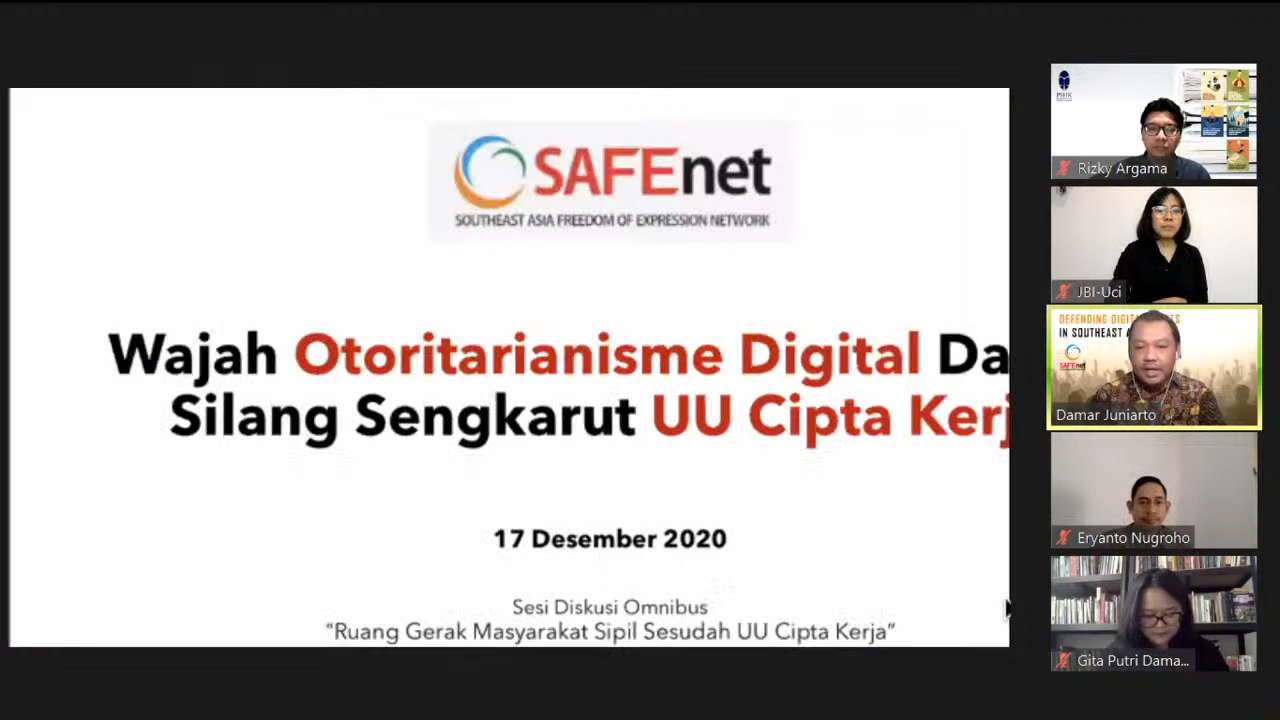 SAFEnet
SOUTHEAST ASIA FREEDOM OF EXPRESSION NETWORK
Wajah Otoritarianisme Digital Da
Silang Sengkarut UU Cipta Kerj
17 Desember 2020
Sesi Diskusi Omnibus
“Ruang Gerak Masyarakat Sipil Sesudah UU Cipta Kerja”
PSHK
Rizky Argama
JBI-Uci
DEFENDING DIGITAL TS
IN SOUTHEAST A
SAFEnet
Damar Juniarto
Eryanto Nugroho
Gita Putri Dama...